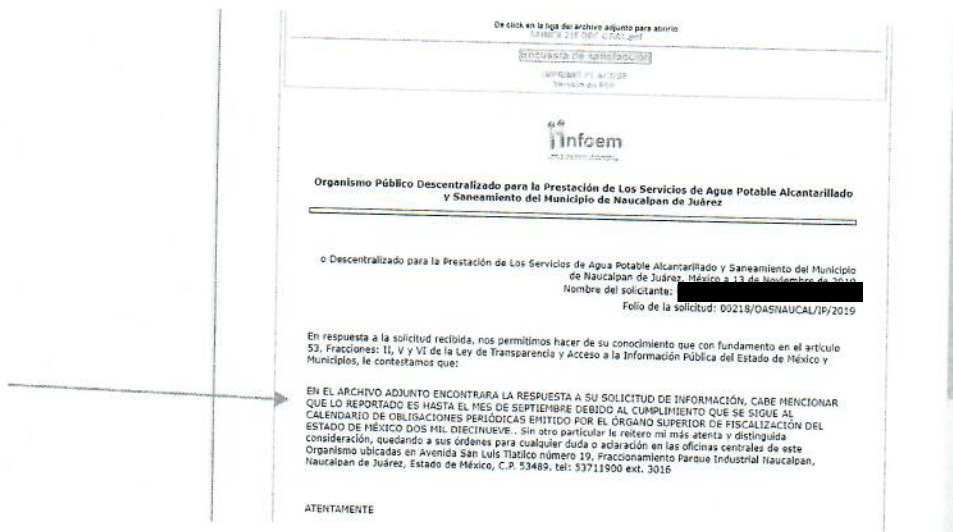 De click en la liga del archivo adjunto para abrirlo
Encuesta de satisfacción
Versión en PDF
infoem
Organismo Público Descentralizado para la Prestación de Los Servicios de Agua Potable Alcantarillado
y Saneamiento del Municipio de Naucalpan de Juárez
o Descentralizado para la Prestación de Los Servicios de Agua Potable Alcantarillado y Saneamiento del Municipio
de Naucalpan de Juárez, México a 13 de Noviembre de 2019
Nombre del solicitante:
Folio de la solicitud: 00218/OASNAUCAL/IP/2019
En respuesta a la solicitud recibida, nos permitimos hacer de su conocimiento que con fundamento en el artículo
53, Fracciones: II, V y VI de la Ley de Transparencia y Acceso a la Información Pública del Estado de México y
Municipios, le contestamos que:
EN EL ARCHIVO ADJUNTO ENCONTRARA LA RESPUESTA A SU SOLICITUD DE INFORMACIÓN, CABE MENCIONAR
QUE LO REPORTADO ES HASTA EL MES DE SEPTIEMBRE DEBIDO AL CUMPLIMIENTO QUE SE SIGUE AL
CALENDARIO DE OBLIGACIONES PERIÓDICAS EMITIDO POR EL ÓRGANO SUPERIOR DE FISCALIZACIÓN DEL
ESTADO DE MÉXICO DOS MIL DIECINUEVE.. Sin otro particular le reitero mi más atenta y distinguida
consideración, quedando a sus órdenes para cualquier duda o aclaración en las oficinas centrales de este
Organismo ubicadas en Avenida San Luis Tlatilco número 19, Fraccionamiento Parque Industrial Naucalpan,
Naucalpan de Juárez, Estado de México, C.P. 53489. tel: 53711900 ext. 3016
ATENTAMENTE